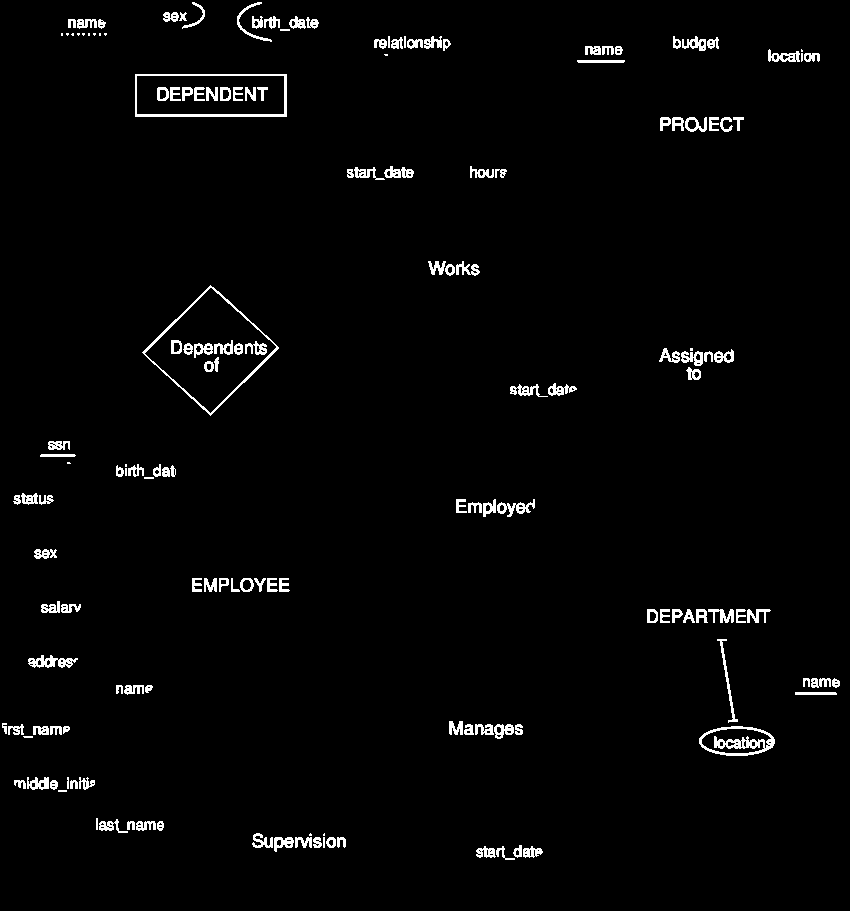 name
sex
birth_date
relationship
name
budget
location
DEPENDENT
PROJECT
start_date
hours
Works
Dependents
of
Assigned
to
start_date
ssn
birth_dat
status
Employed
sex
EMPLOYEE
salary
DEPARTMENT
address
name
name
first_name
Manages
locations
middle_initi
last_name
Supervision
start_date